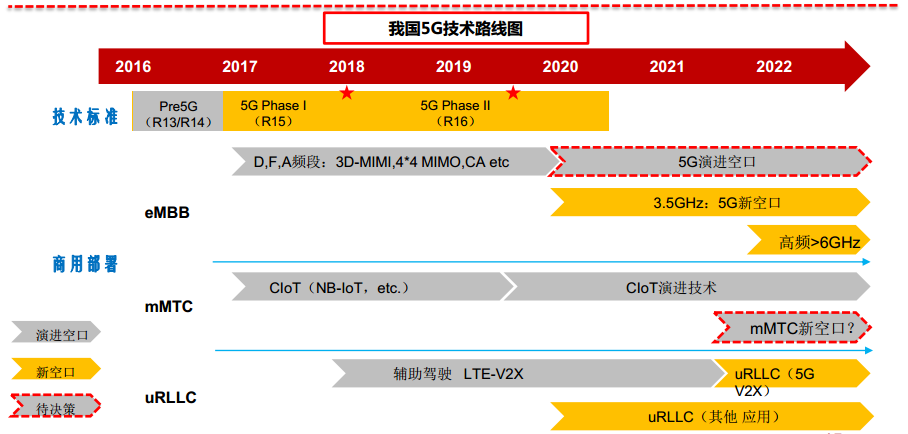 我国5G技术路线图
2016 2017 2018 2019 2020 2021 2022
技术标准
Pre5G
（R13/R14）
5G Phase I
（R15）
5G Phase II
（R16）
D,F,A频段：3D-MIMI,4*4 MIMO,CA etc
5G演进空口
eMBB
3.5GHz：5G新空口
高频>6GHz
商用部署
mMTC
CIoT（NB-IoT，etc.）
CIoT演进技术
mMTC新空口？
演进空口
新空口
待决策
uRLLC
辅助驾驶 LTE-V2X
uRLLC（5G
V2X）
uRLLC（其他 应用）